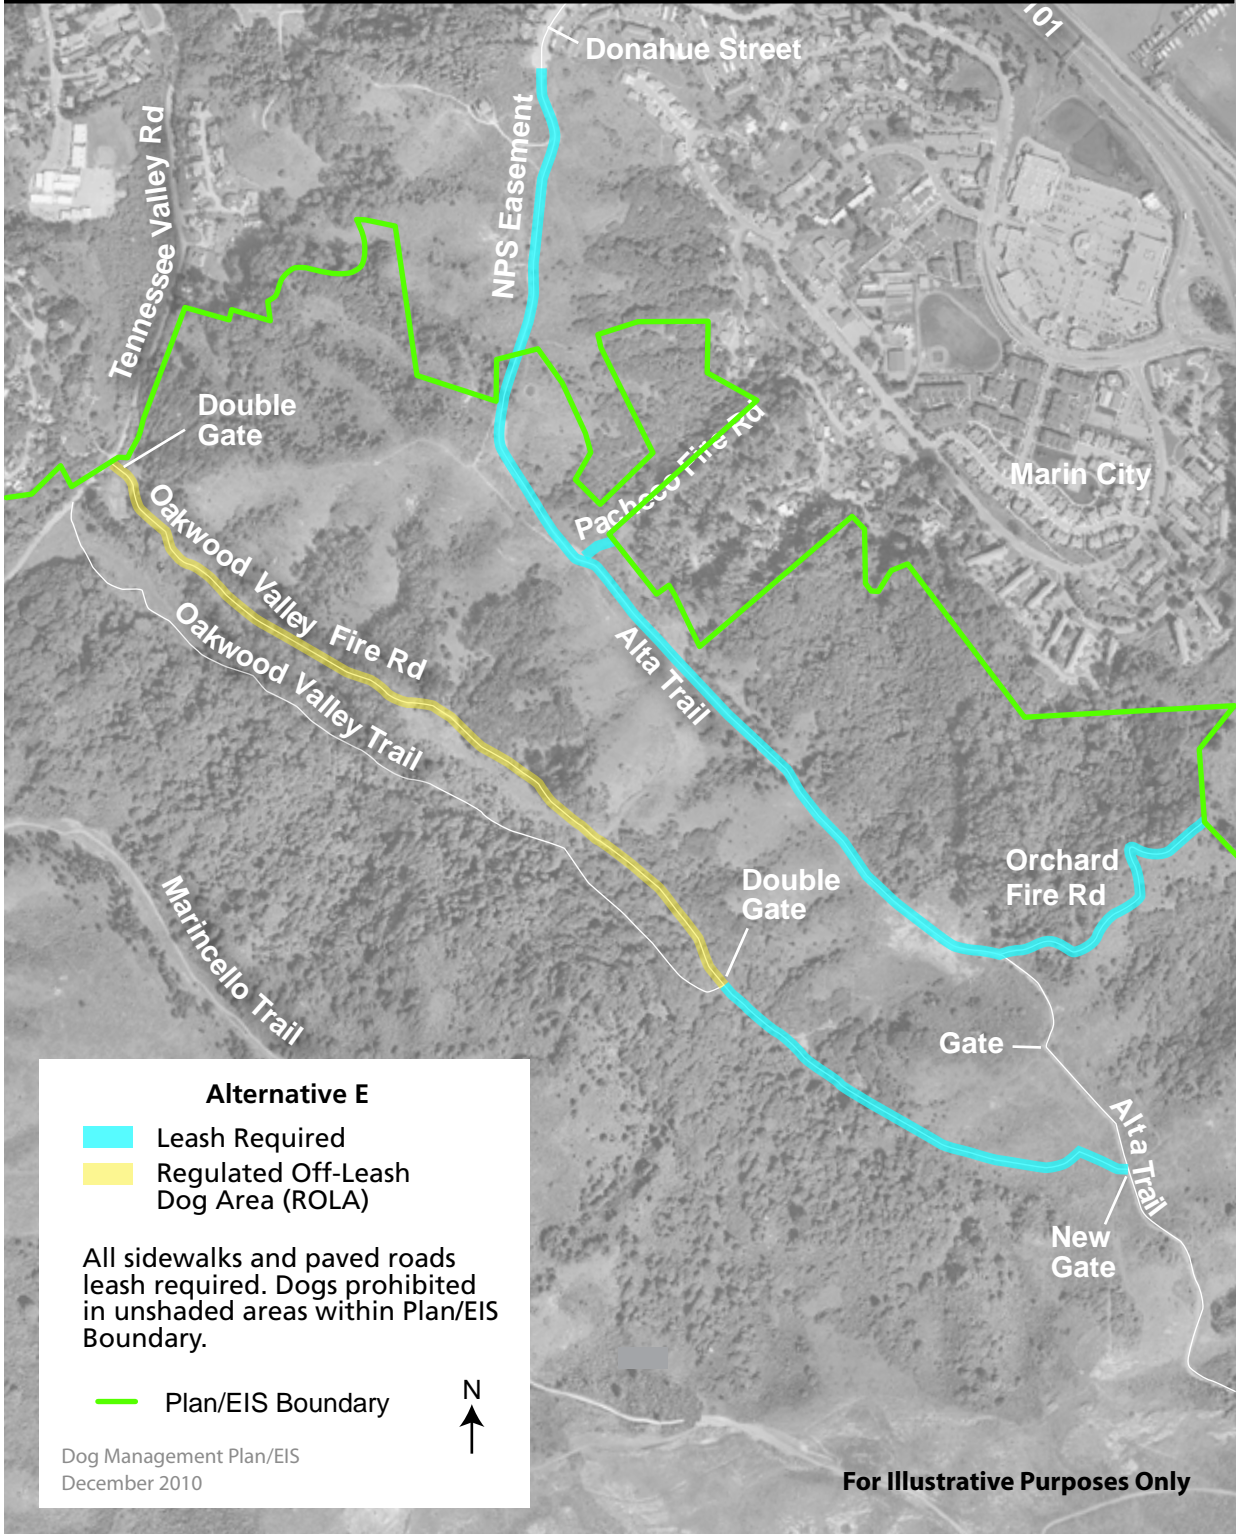 101
Donahue Street
NPS Easement
Tennessee Valley Rd
Double
Gate
Pacheco Fire Rd
Marin City
Oakwood Valley Fire Rd
Oakwood Valley Trail
Alta Trail
Orchard
Fire Rd
Double
Gate
Marincello Trail
Gate
Alta Trail
New
Gate
Alternative E
Leash Required
Regulated Off-Leash
Dog Area (ROLA)
All sidewalks and paved roads
leash required. Dogs prohibited
in unshaded areas within Plan/EIS
Boundary.
Plan/EIS Boundary
N
Dog Management Plan/EIS
December 2010
For Illustrative Purposes Only